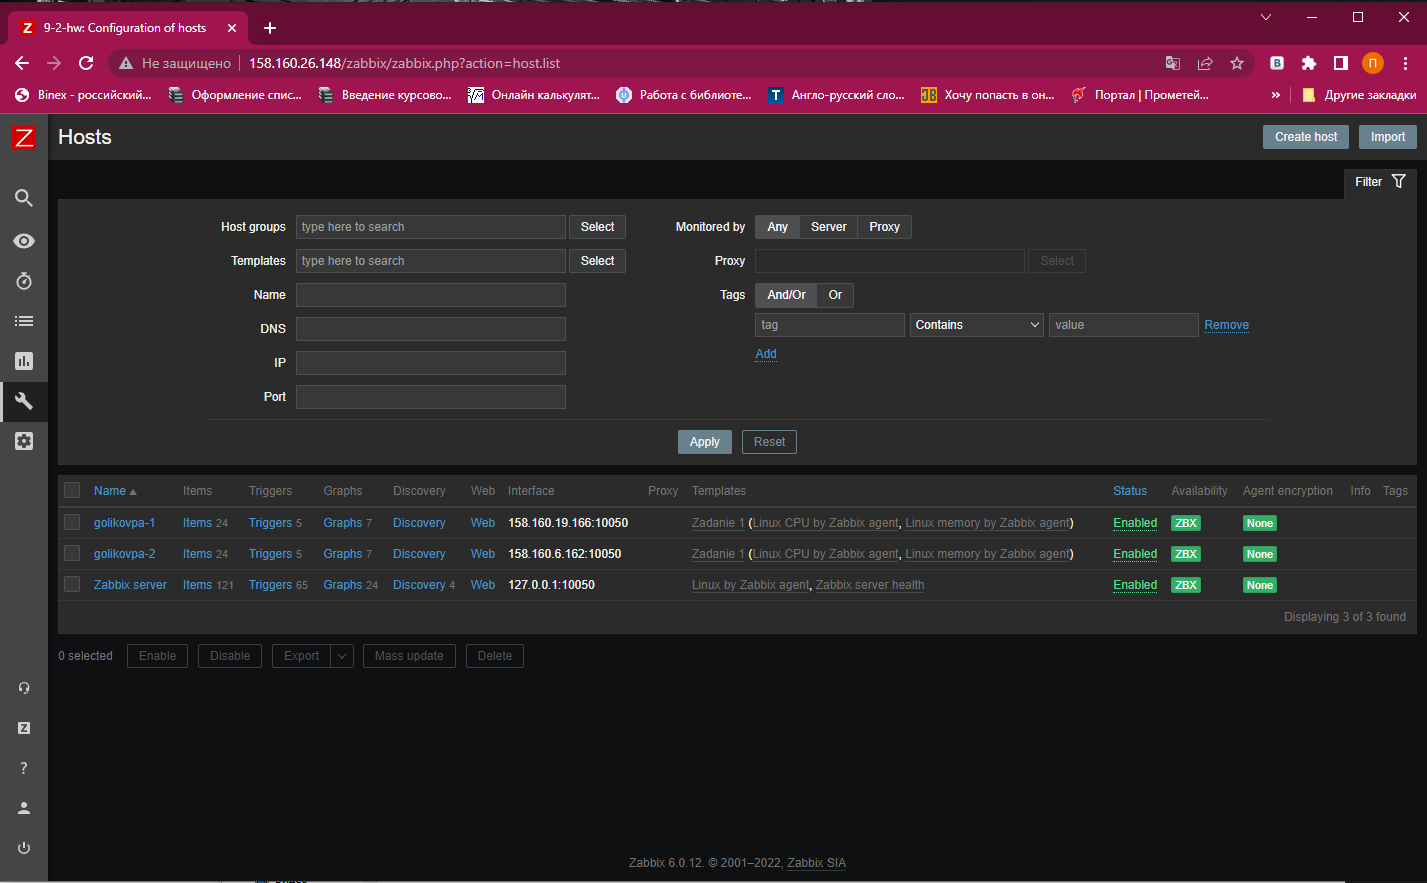 9-2-hw: Configuration of hosts
Не защищено 158.160.26.148/zabbix/zabbix.php?action=host.list
Binex - российский... Оформление спис... Введение курсово... Онлайн калькулят... Работа с библиоте... Англо-русский сло... Хочу попасть в он... Портал | Прометей... » Другие закладки
Hosts Create host Import
Filter
Host groups type here to search Select Monitored by Any Server Proxy
Templates type here to search Select Proxy Select
Name Tags And/Or Or
DNS tag Contains value Remove
Add
IP
Port
Apply Reset
Name Items Triggers Graphs Discovery Web Interface Proxy Templates Status Availability Agent encryption Info Tags
golikovpa-1 Items 24 Triggers 5 Graphs 7 Discovery Web 158.160.19.166:10050 Zadanie 1 (Linux CPU by Zabbix agent, Linux memory by Zabbix agent) Enabled ZBX None
golikovpa-2 Items 24 Triggers 5 Graphs 7 Discovery Web 158.160.6.162:10050 Zadanie 1 (Linux CPU by Zabbix agent, Linux memory by Zabbix agent) Enabled ZBX None
Zabbix server Items 121 Triggers 65 Graphs 24 Discovery 4 Web 127.0.0.1:10050 Linux by Zabbix agent, Zabbix server health Enabled ZBX None
Displaying 3 of 3 found
0 selected Enable Disable Export Mass update Delete
Zabbix 6.0.12. © 2001–2022, Zabbix SIA